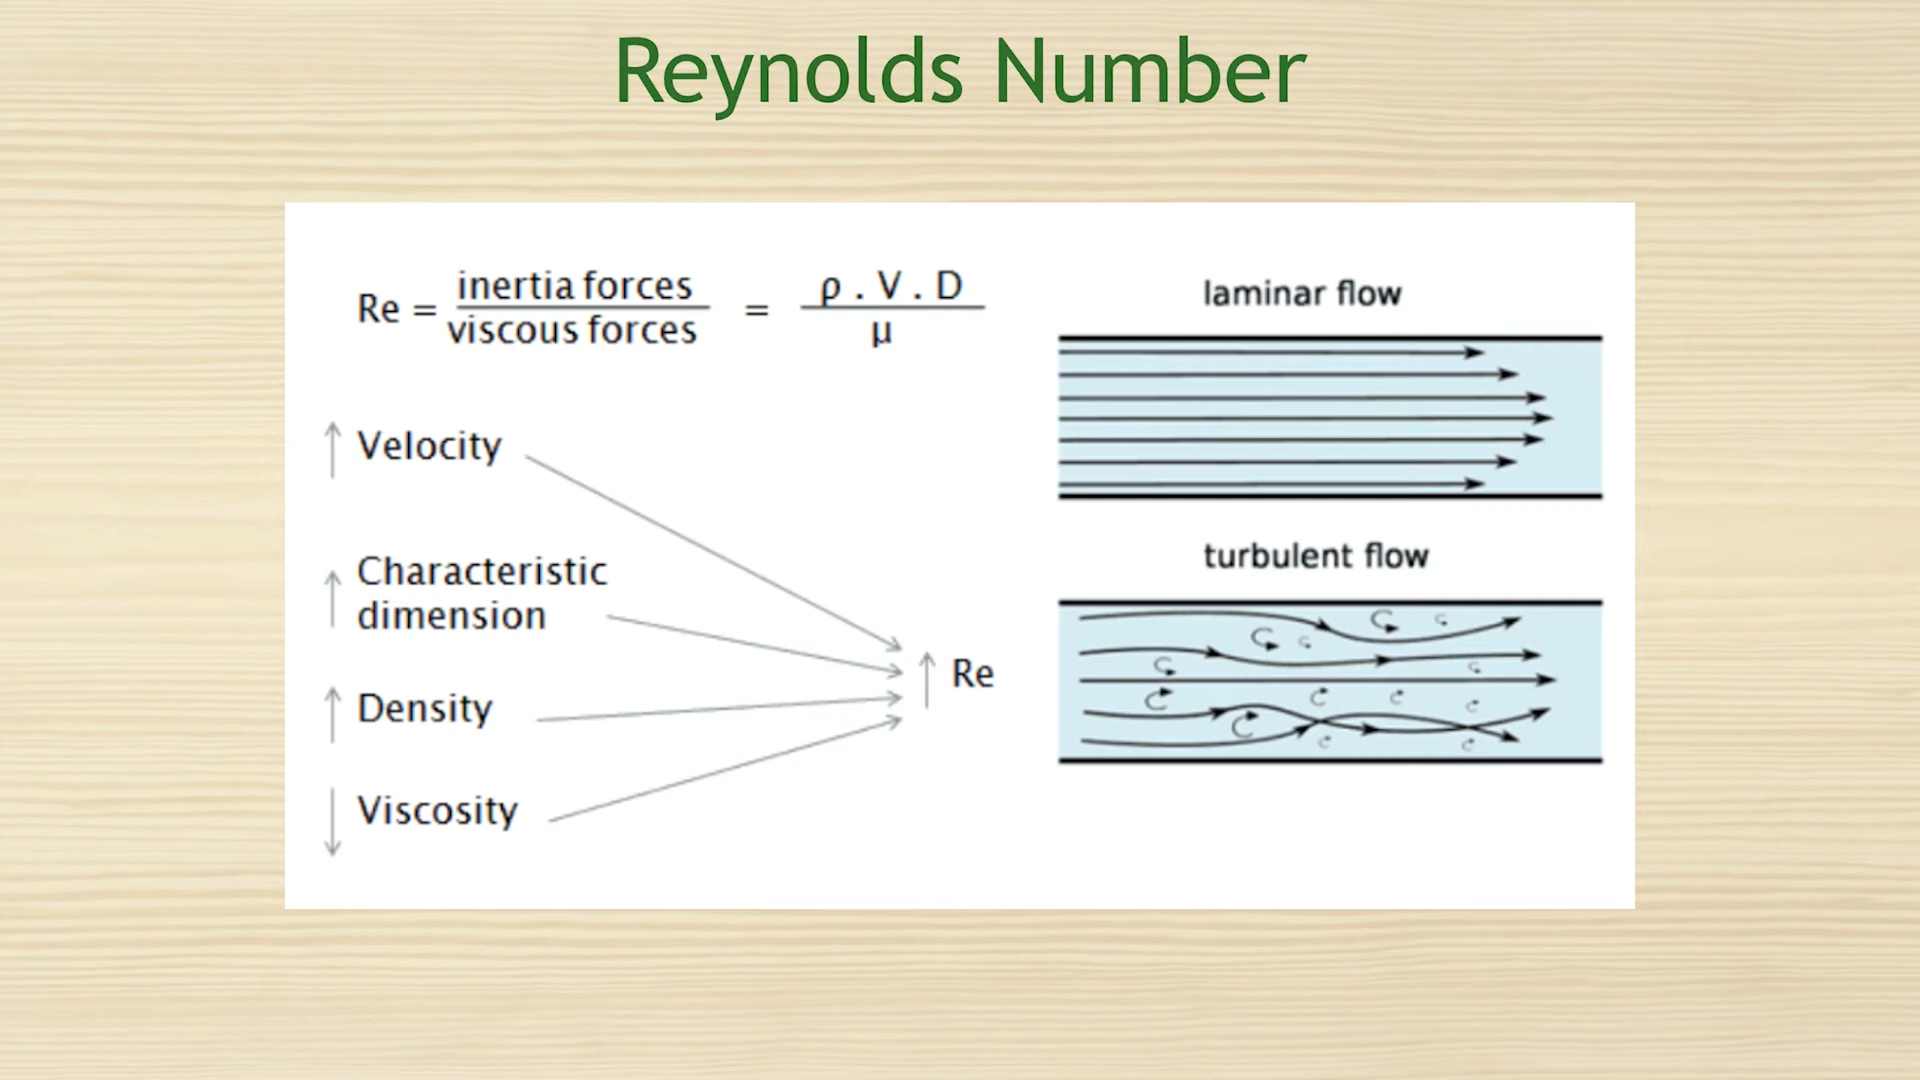 Reynolds Number
Re = inertia forces / viscous forces = ρ . V . D / μ
↑ Velocity
↑ Characteristic
dimension
↑ Density
↓ Viscosity
↑ Re
laminar flow
turbulent flow